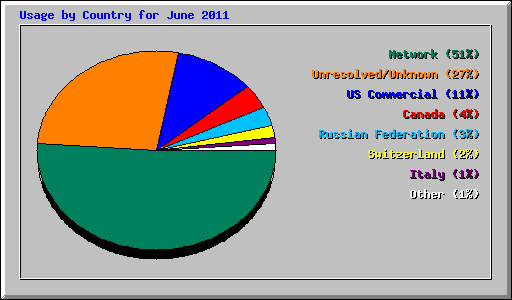 Usage by Country for June 2011
Network (51%)
Unresolved/Unknown (27%)
US Commercial (11%)
Canada (4%)
Russian Federation (3%)
Switzerland (2%)
Italy (1%)
Other (1%)